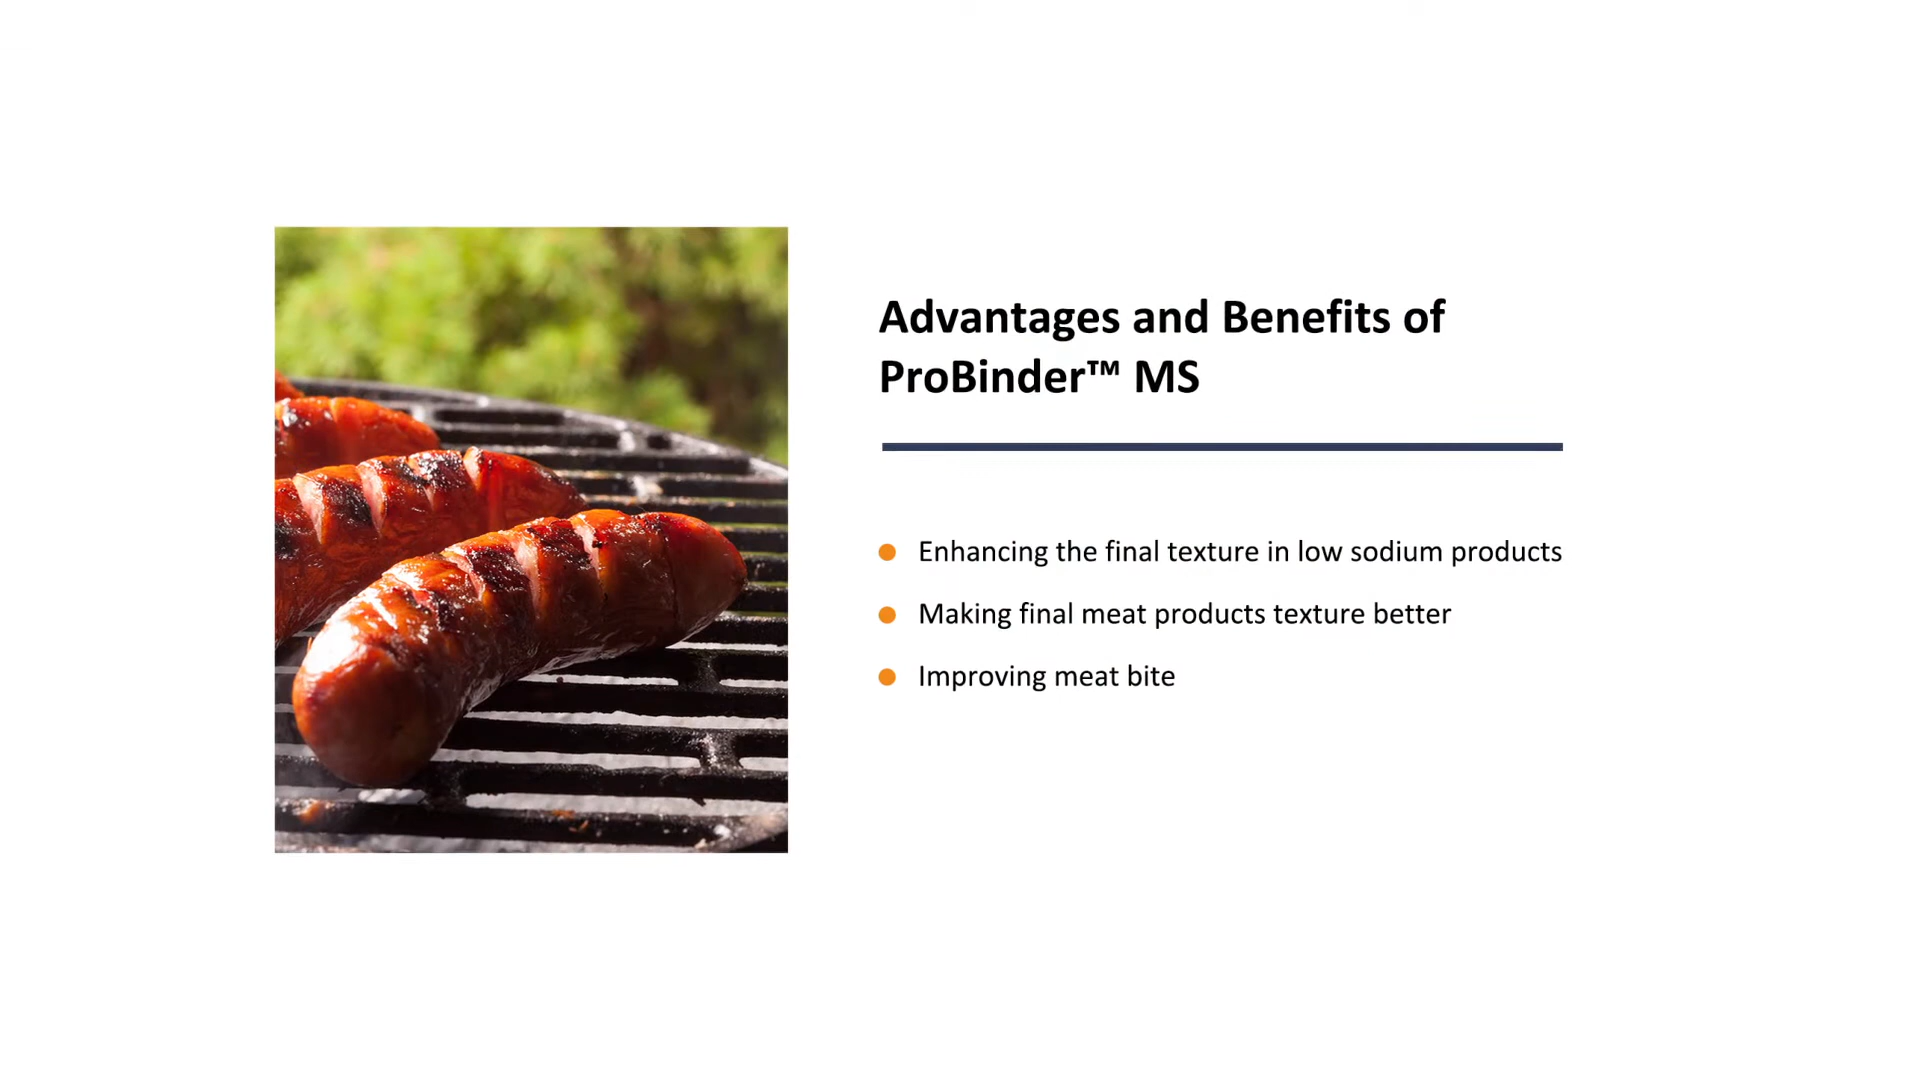 Advantages and Benefits of
ProBinder™ MS
Enhancing the final texture in low sodium products
Making final meat products texture better
Improving meat bite